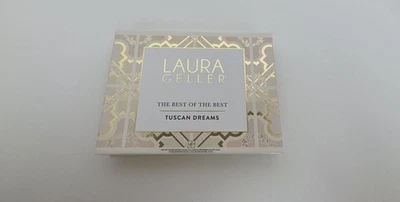 LAURA
GELLER
THE BEST OF THE BEST
TUSCAN DREAMS